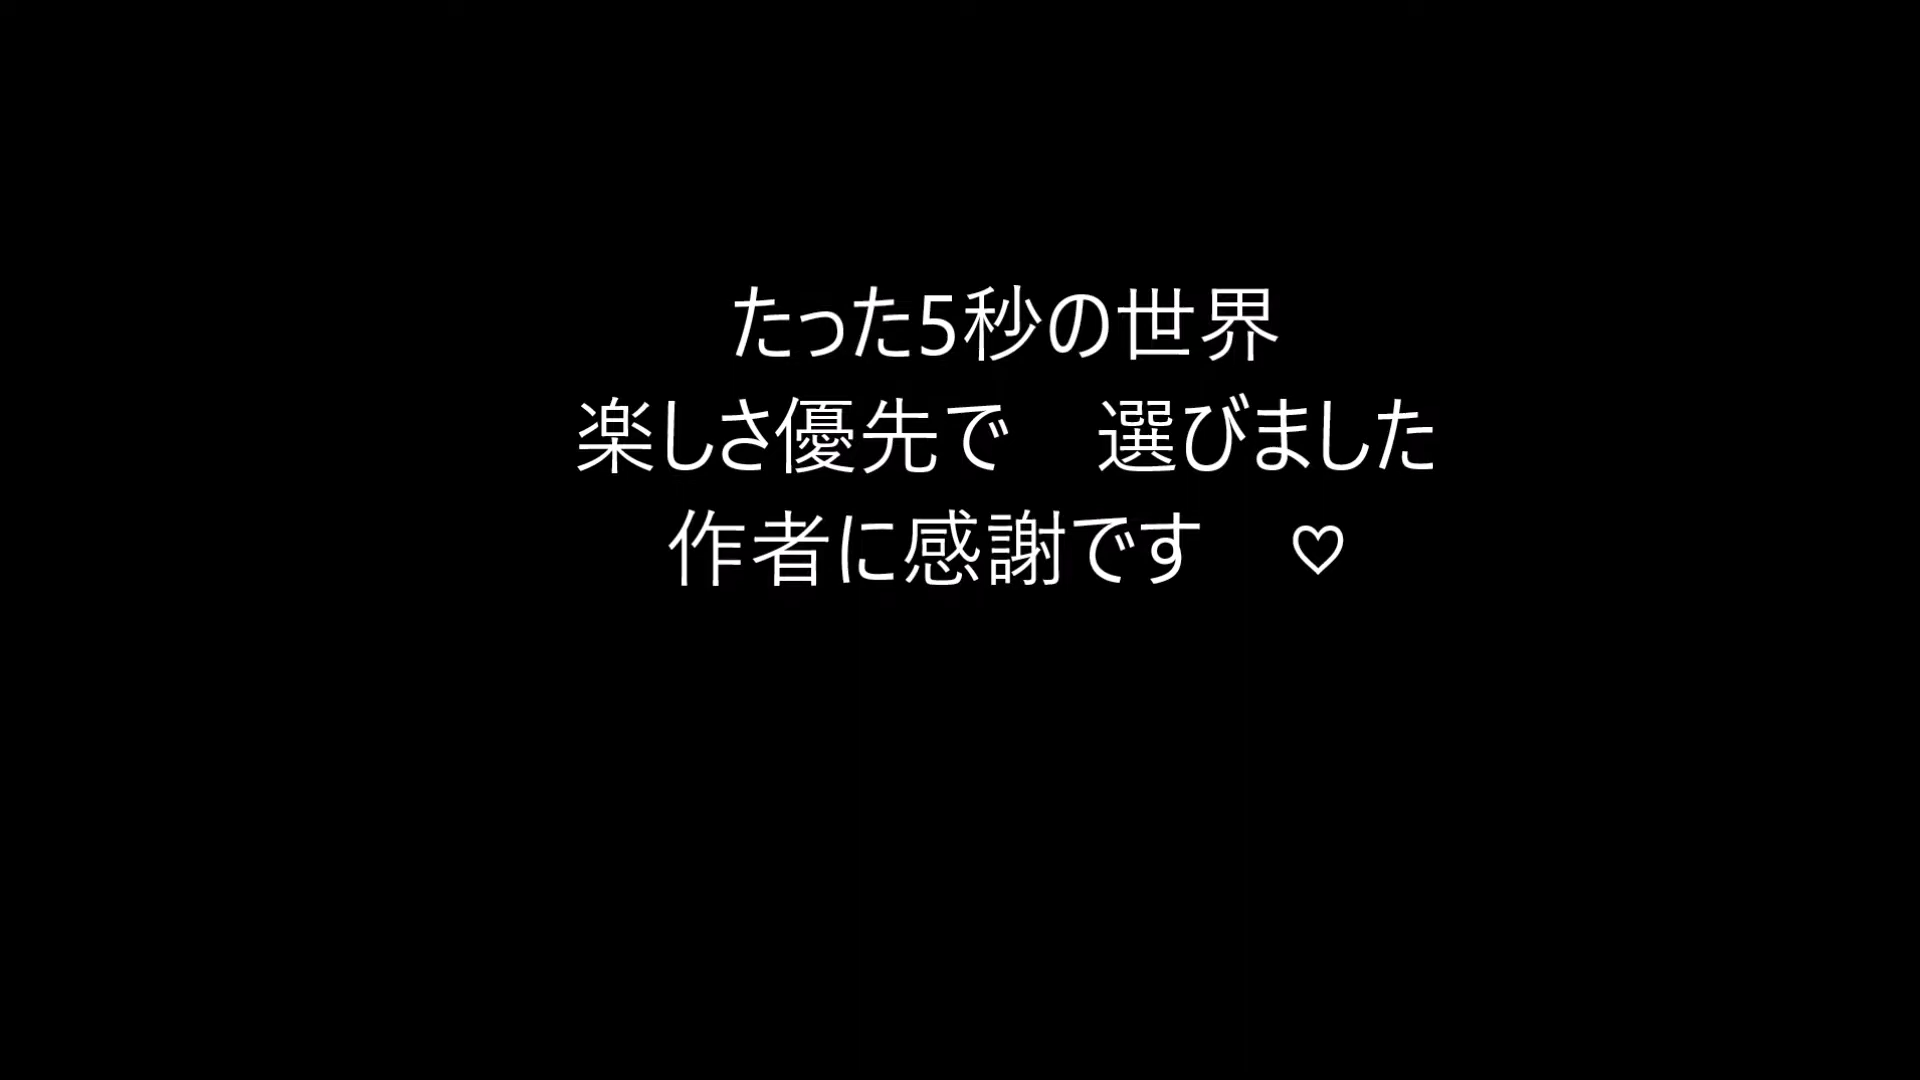 たった5秒の世界
楽しさ優先で　選びました
作者に感謝です　♡